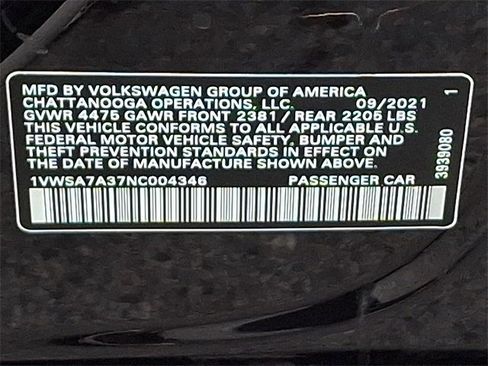 MFD BY VOLKSWAGEN GROUP OF AMERICA
CHATTANOOGA OPERATIONS, LLC. 09/2021
GVWR 4475 GAWR FRONT 2381 / REAR 2205 LBS
THIS VEHICLE CONFORMS TO ALL APPLICABLE U.S.
FEDERAL MOTOR VEHICLE SAFETY, BUMPER AND
THEFT PREVENTION STANDARDS IN EFFECT ON
THE DATE OF MANUFACTURE SHOWN ABOVE.
1VWSA7A37NC004346 PASSENGER CAR
3939080 1